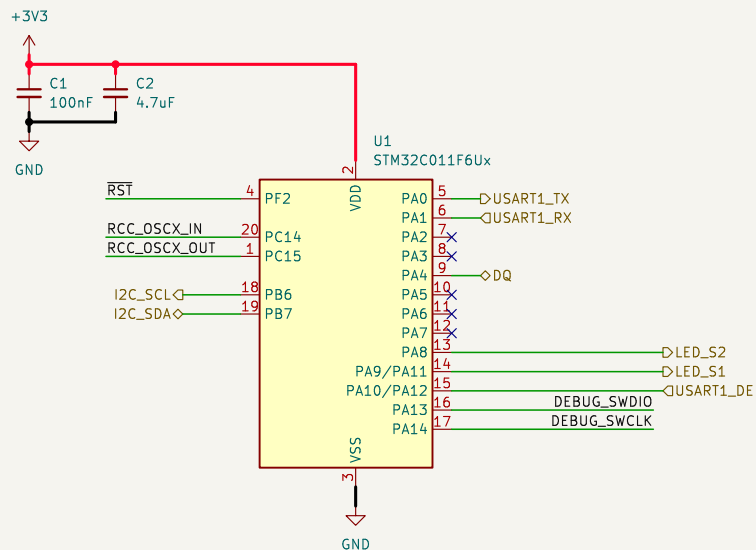 +3V3
C1
100nF
C2
4.7uF
GND
U1
STM32C011F6Ux
2
VDD
RST
4
PF2
RCC_OSCX_IN
20
PC14
RCC_OSCX_OUT
1
PC15
I2C_SCL
18
PB6
I2C_SDA
19
PB7
PA0
5
USART1_TX
PA1
6
USART1_RX
PA2
7
PA3
8
PA4
9
DQ
PA5
10
PA6
11
PA7
12
PA8
13
LED_S2
PA9/PA11
14
LED_S1
PA10/PA12
15
USART1_DE
PA13
16
DEBUG_SWDIO
PA14
17
DEBUG_SWCLK
VSS
3
GND